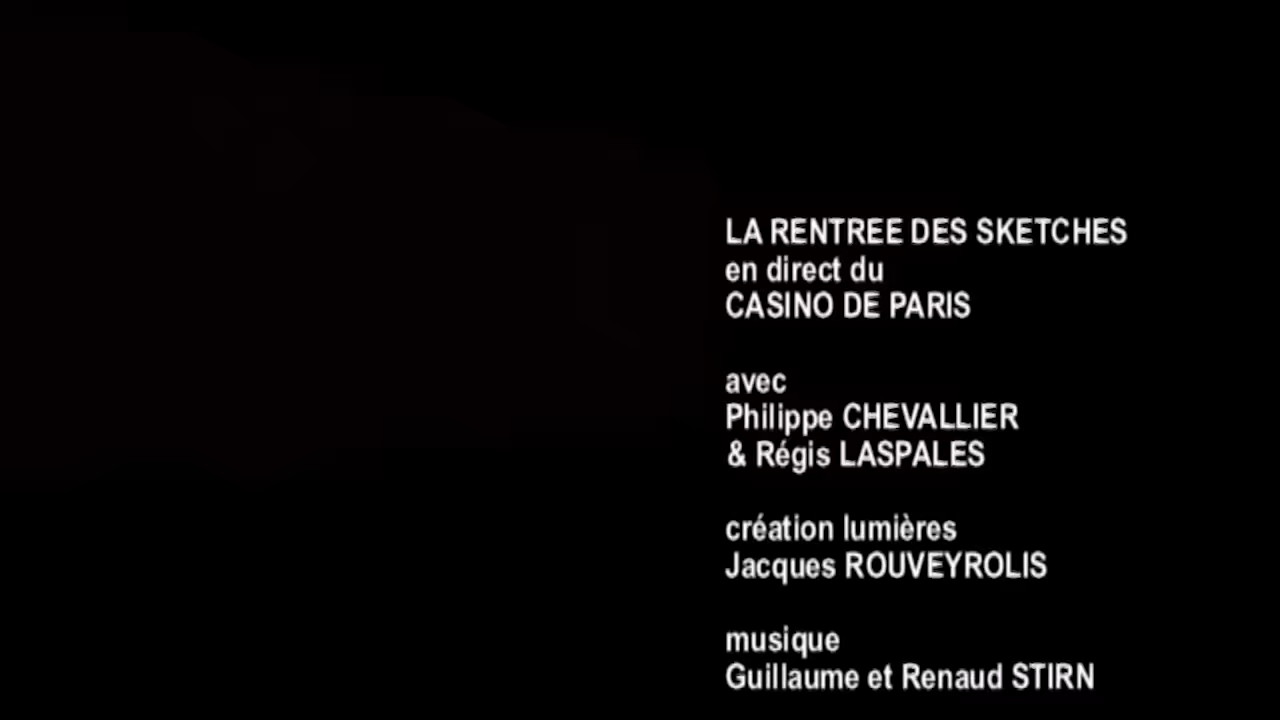 LA RENTREE DES SKETCHES
en direct du
CASINO DE PARIS
avec
Philippe CHEVALLIER
& Régis LASPALES
création lumières
Jacques ROUVEYROLIS
musique
Guillaume et Renaud STIRN